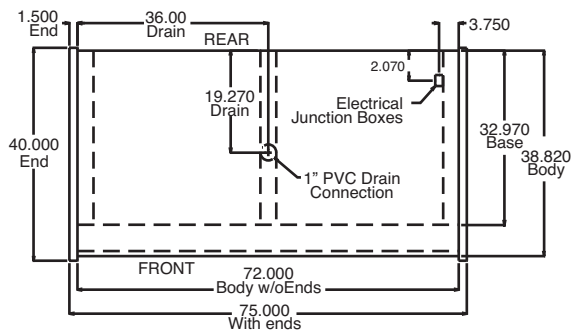 1.500
End
36.00
Drain
REAR
3.750
2.070
19.270
Drain
Electrical
Junction Boxes
40.000
End
32.970
Base
38.820
Body
1" PVC Drain
Connection
FRONT
72.000
Body w/oEnds
75.000
With ends